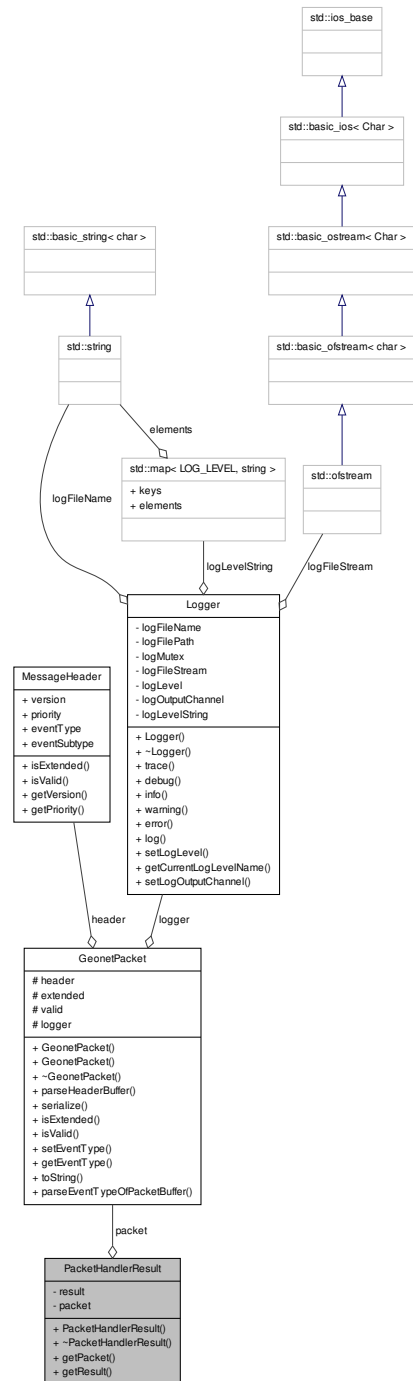 std::ios_base
std::basic_ios< Char >
std::basic_string< char >
std::basic_ostream< Char >
std::string
std::basic_ofstream< char >
elements
logFileName
std::map< LOG_LEVEL, string >
+ keys
+ elements
std::ofstream
logLevelString
logFileStream
Logger
- logFileName
- logFilePath
- logMutex
- logFileStream
- logLevel
- logOutputChannel
- logLevelString
+ Logger()
+ ~Logger()
+ trace()
+ debug()
+ info()
+ warning()
+ error()
+ log()
+ setLogLevel()
+ getCurrentLogLevelName()
+ setLogOutputChannel()
MessageHeader
+ version
+ priority
+ eventType
+ eventSubtype
+ isExtended()
+ isValid()
+ getVersion()
+ getPriority()
header
logger
GeonetPacket
# header
# extended
# valid
# logger
+ GeonetPacket()
+ GeonetPacket()
+ ~GeonetPacket()
+ parseHeaderBuffer()
+ serialize()
+ isExtended()
+ isValid()
+ setEventType()
+ getEventType()
+ toString()
+ parseEventTypeOfPacketBuffer()
packet
PacketHandlerResult
- result
- packet
+ PacketHandlerResult()
+ ~PacketHandlerResult()
+ getPacket()
+ getResult()